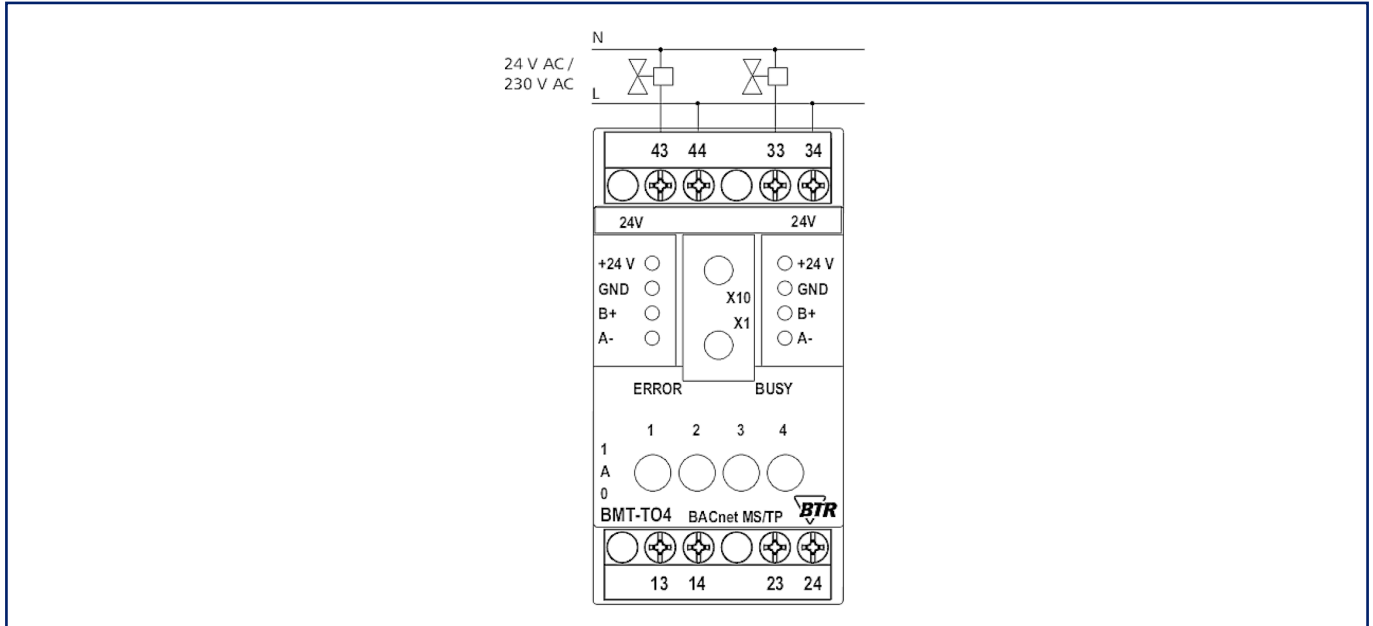 N
24 V AC /
230 V AC
L
43 44 33 34
24V 24V
+24 V +24 V
GND GND
B+ B+
A- A-
X10
X1
ERROR BUSY
1 2 3 4
1
A
0
BMT-TO4 BACnet MS/TP BTR
13 14 23 24